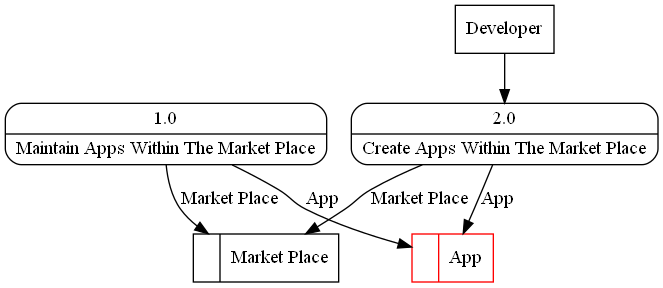 Developer
1.0
Maintain Apps Within The Market Place
2.0
Create Apps Within The Market Place
Market Place
App
Market Place
App
Market Place
App